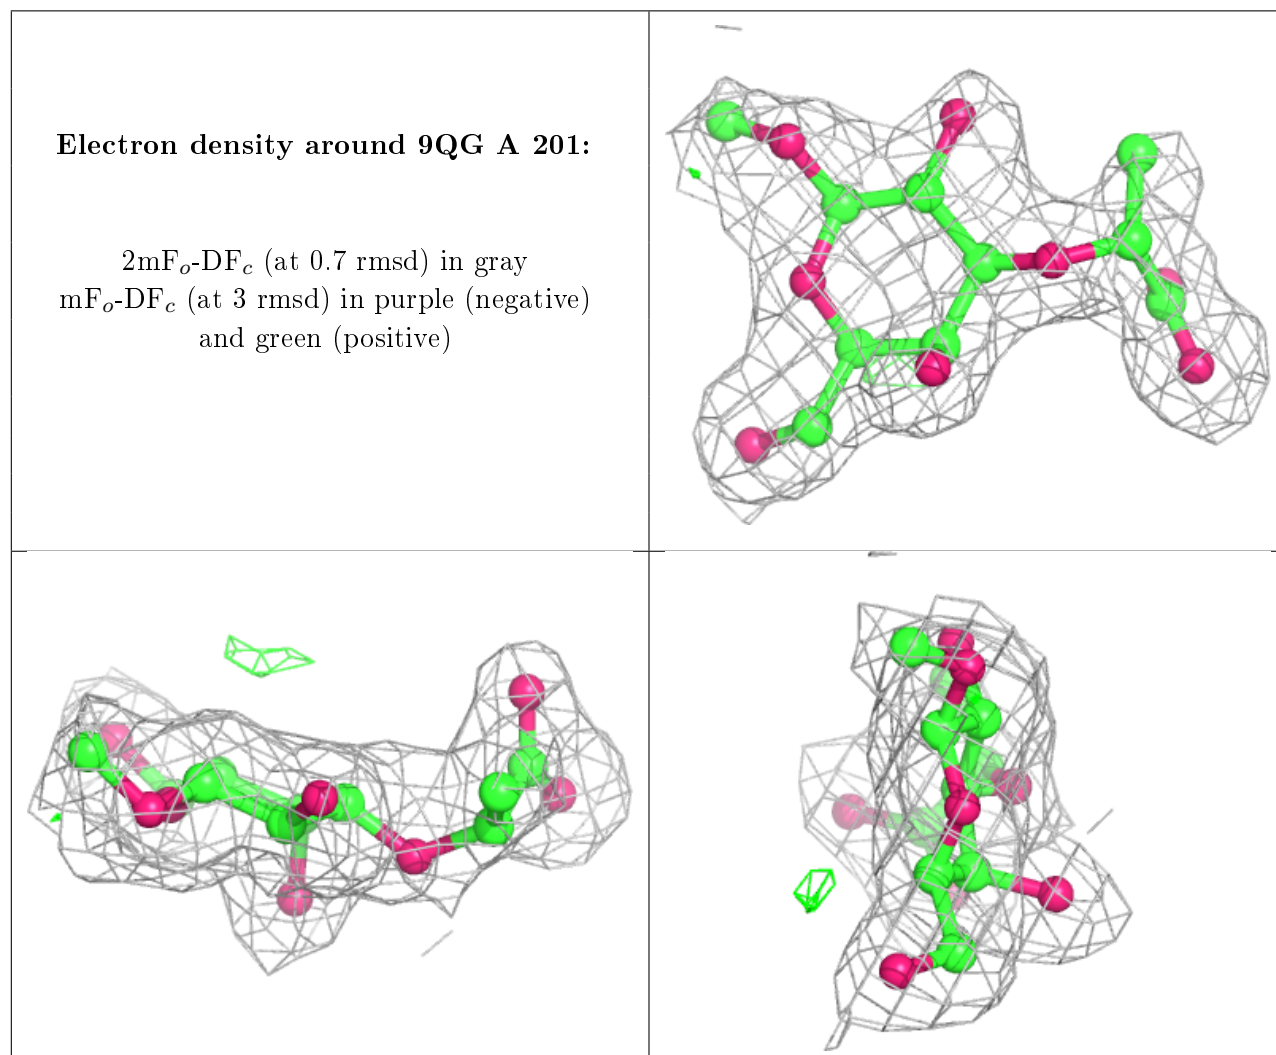 Electron density around 9QG A 201:
2mFo-DFc (at 0.7 rmsd) in gray
mFo-DFc (at 3 rmsd) in purple (negative)
and green (positive)